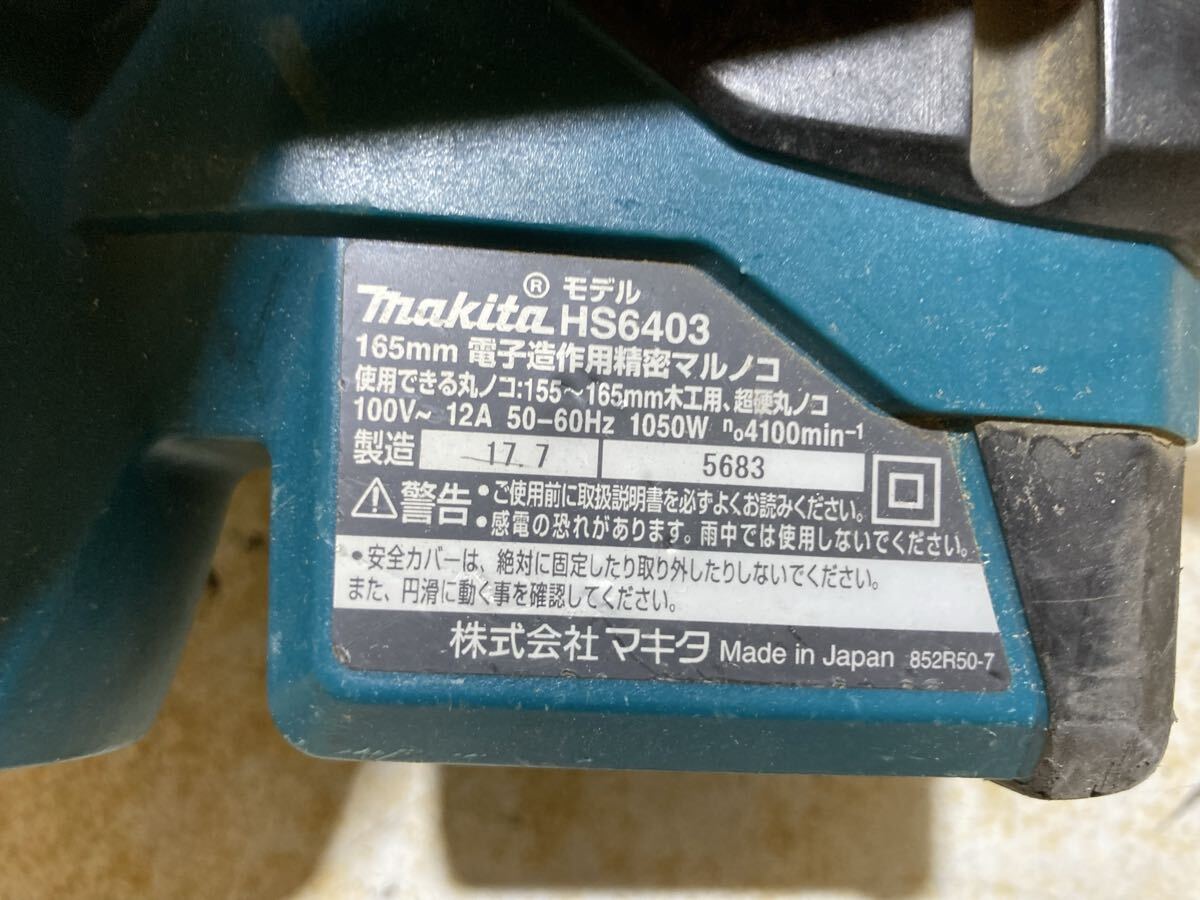 makita® モデル HS6403
165mm 電子造作用精密マルノコ
使用できる丸ノコ:155～165mm木工用、超硬丸ノコ
100V～ 12A 50-60Hz 1050W n₀4100min⁻¹
製造 17.7 5683
警告 •ご使用前に取扱説明書を必ずよくお読みください。
•感電の恐れがあります。雨中では使用しないでください。
•安全カバーは、絶対に固定したり取り外したりしないでください。
また、円滑に動く事を確認してください。
株式会社 マキタ Made in Japan 852R50-7